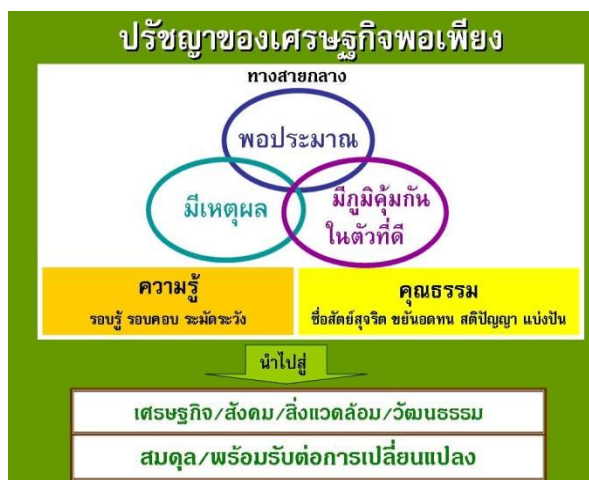 ปรัชญาของเศรษฐกิจพอเพียง
ทางสายกลาง
พอประมาณ
มีเหตุผล
มีภูมิคุ้มกัน
ในตัวที่ดี
ความรู้
รอบรู้ รอบคอบ ระมัดระวัง
คุณธรรม
ซื่อสัตย์สุจริต ขยันอดทน สติปัญญา แบ่งปัน
นำไปสู่
เศรษฐกิจ/สังคม/สิ่งแวดล้อม/วัฒนธรรม
สมดุล/พร้อมรับต่อการเปลี่ยนแปลง